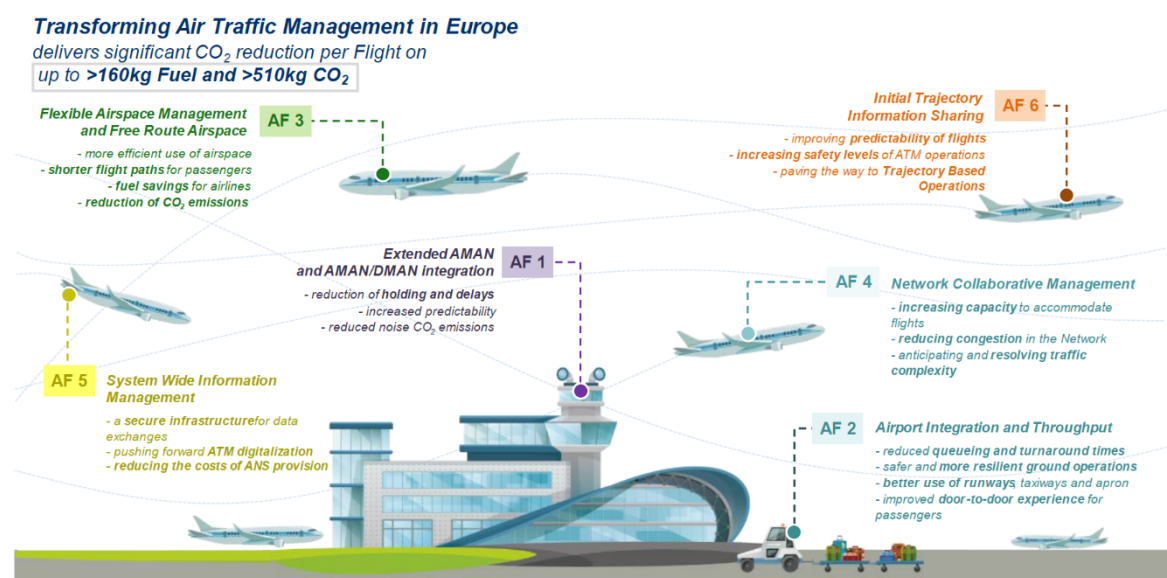 Transforming Air Traffic Management in Europe
delivers significant CO₂ reduction per Flight on
up to >160kg Fuel and >510kg CO₂
Flexible Airspace Management
and Free Route Airspace
AF 3
- more efficient use of airspace
- shorter flight paths for passengers
- fuel savings for airlines
- reduction of CO₂ emissions
Initial Trajectory
Information Sharing
AF 6
- improving predictability of flights
- increasing safety levels of ATM operations
- paving the way to Trajectory Based
Operations
Extended AMAN
and AMAN/DMAN integration
AF 1
- reduction of holding and delays
- increased predictability
- reduced noise CO₂ emissions
AF 4
Network Collaborative Management
- increasing capacity to accommodate
flights
- reducing congestion in the Network
- anticipating and resolving traffic
complexity
AF 5
System Wide Information
Management
- a secure infrastructurefor data
exchanges
- pushing forward ATM digitalization
- reducing the costs of ANS provision
AF 2
Airport Integration and Throughput
- reduced queueing and turnaround times
- safer and more resilient ground operations
- better use of runways, taxiways and apron
- improved door-to-door experience for
passengers